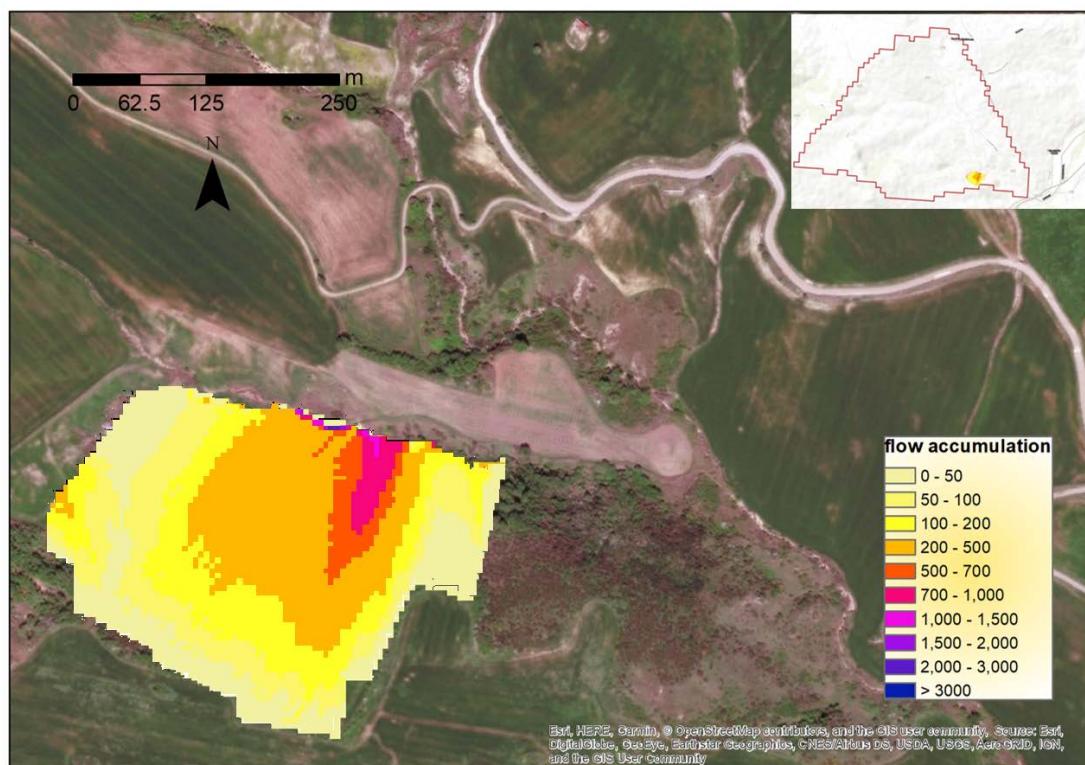 m
0 62.5 125 250
N
flow accumulation
0 - 50
50 - 100
100 - 200
200 - 500
500 - 700
700 - 1,000
1,000 - 1,500
1,500 - 2,000
2,000 - 3,000
> 3000
Esri, HERE, Garmin, © OpenStreetMap contributors, and the GIS user community, Source: Esri,
DigitalGlobe, GeoEye, Earthstar Geographics, CNES/Airbus DS, USDA, USGS, AeroGRID, IGN,
and the GIS User Community